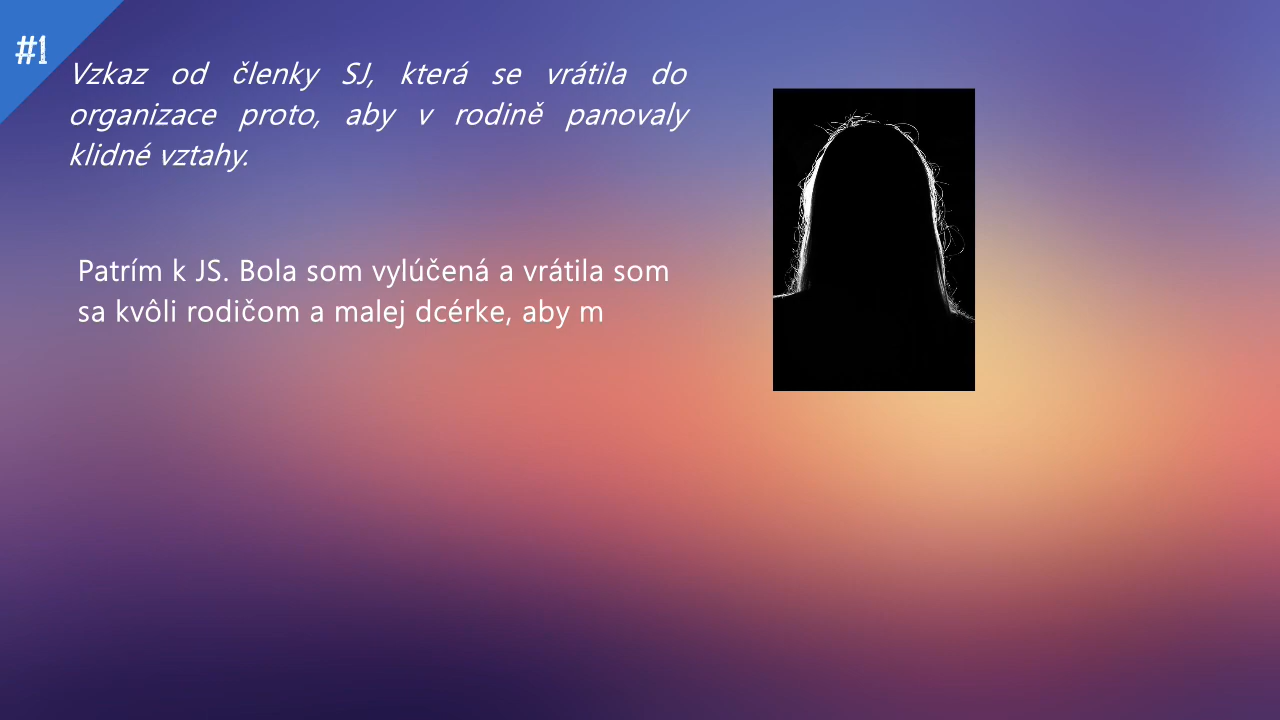 #1
Vzkaz od členky SJ, která se vrátila do
organizace proto, aby v rodině panovaly
klidné vztahy.
Patrím k JS. Bola som vylúčená a vrátila som
sa kvôli rodičom a malej dcérke, aby m